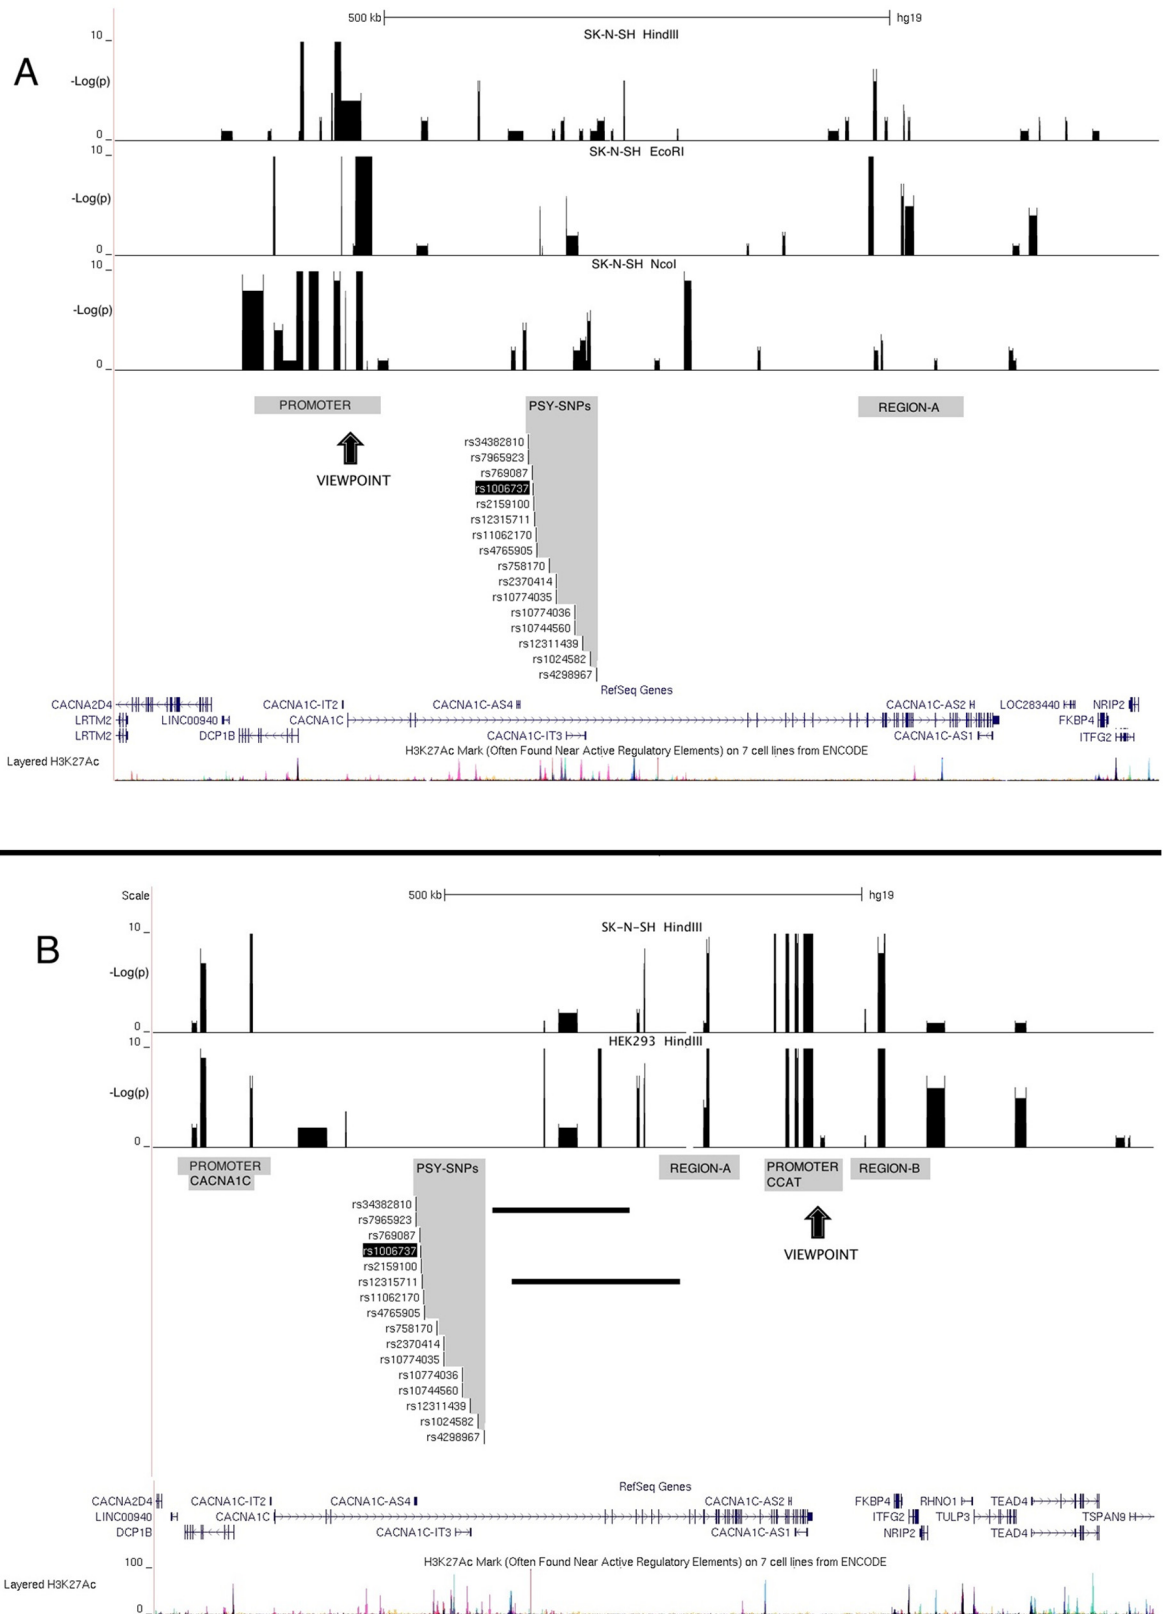 500 kb hg19
A
SK-N-SH HindIII
10
-Log(p)
0
SK-N-SH EcoRI
10
-Log(p)
0
SK-N-SH NcoI
10
-Log(p)
0
PROMOTER PSY-SNPs REGION-A
VIEWPOINT
rs34382810
rs7965923
rs769087
rs1006737
rs2159100
rs12315711
rs11062170
rs4765905
rs758170
rs2370414
rs10774035
rs10774036
rs10744560
rs12311439
rs1024582
rs4298967
RefSeq Genes
CACNA2D4 CACNA1C-IT2 CACNA1C-AS4 CACNA1C-AS2 LOC283440 NRIP2
LRTM2 LINC00940 CACNA1C FKBP4
LRTM2 DCP1B CACNA1C-IT3 CACNA1C-AS1 ITFG2
H3K27Ac Mark (Often Found Near Active Regulatory Elements) on 7 cell lines from ENCODE
Layered H3K27Ac
Scale 500 kb hg19
B
SK-N-SH HindIII
10
-Log(p)
0
HEK293 HindIII
10
-Log(p)
0
PROMOTER PSY-SNPs REGION-A PROMOTER REGION-B
CACNA1C CCAT
VIEWPOINT
rs34382810
rs7965923
rs769087
rs1006737
rs2159100
rs12315711
rs11062170
rs4765905
rs758170
rs2370414
rs10774035
rs10774036
rs10744560
rs12311439
rs1024582
rs4298967
RefSeq Genes
CACNA2D4 CACNA1C-IT2 CACNA1C-AS4 CACNA1C-AS2 FKBP4 RHNO1 TEAD4
LINC00940 CACNA1C ITFG2 TULP3 TSPAN9
DCP1B CACNA1C-IT3 CACNA1C-AS1 NRIP2 TEAD4
H3K27Ac Mark (Often Found Near Active Regulatory Elements) on 7 cell lines from ENCODE
100
Layered H3K27Ac
0